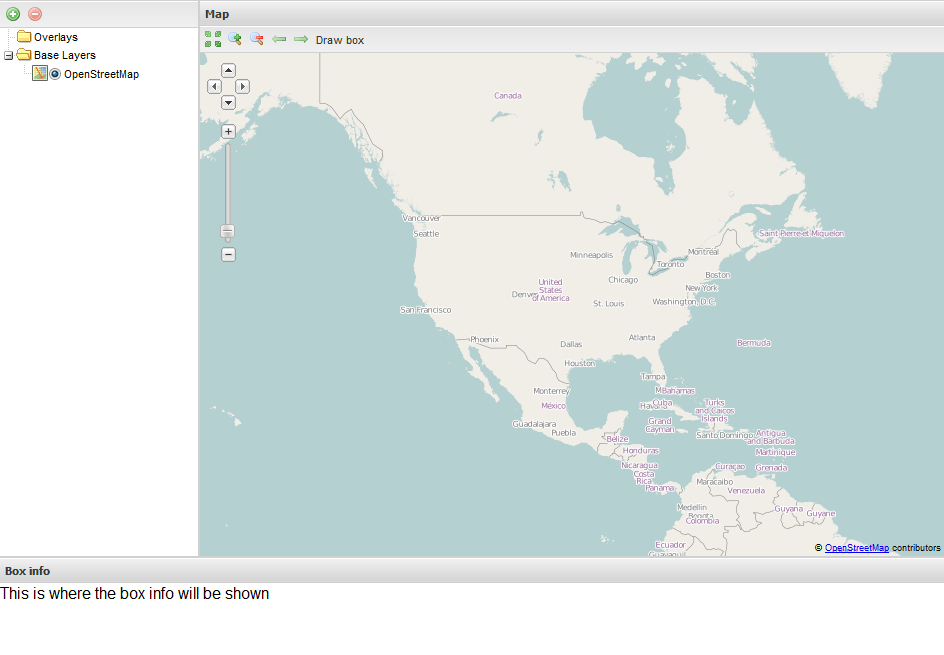 Map
Draw box
Overlays
Base Layers
OpenStreetMap
Canada
Vancouver
Seattle
Saint Pierre et Miquelon
Minneapolis
Montreal
Toronto
Boston
Chicago
New York
United
States
of America
Denver
St. Louis
Washington, D.C.
San Francisco
Phoenix
Dallas
Atlanta
Bermuda
Houston
Tampa
Monterrey
Bahamas
México
Havana
Cuba
Turks
and Caicos
Islands
Guadalajara
Puebla
Grand
Cayman
Belize
Santo Domingo
Antigua
and Barbuda
Honduras
Martinique
Nicaragua
Curaçao
Grenada
Costa
Rica
Panama
Maracaibo
Venezuela
Medellín
Bogota
Colombia
Guyana
Guyane
Ecuador
Guayaquil
© OpenStreetMap contributors
Box info
This is where the box info will be shown